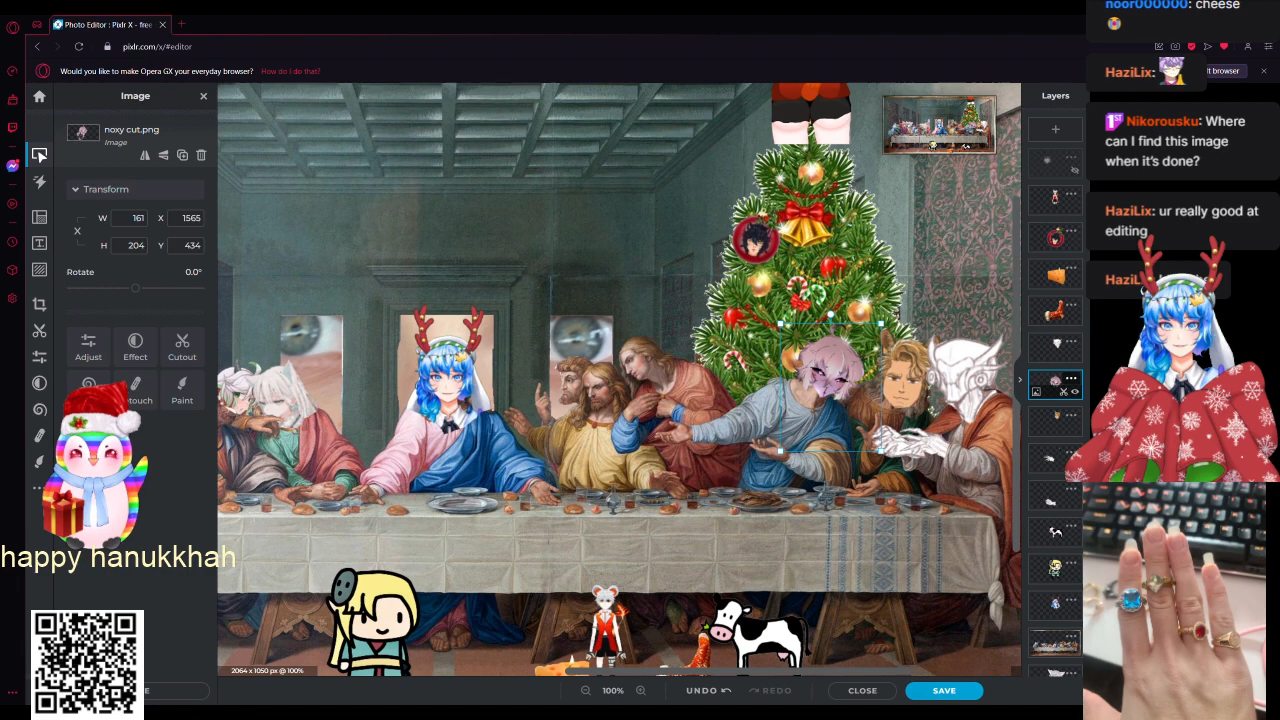 Photo Editor : Pixlr X - free
pixlr.com/x/#editor
Would you like to make Opera GX your everyday browser? How do I do that?
t browser
Image
noxy cut.png
Image
Transform
W 161 X 1565
X
H 204 Y 434
Rotate 0.0°
Adjust Effect Cutout
touch Paint
happy hanukkhah
2064 x 1050 px @ 100%
100% UNDO REDO CLOSE SAVE
Layers
noor000000: cheese
HaziLix:
1ST Nikorousku: Where
can I find this image
when it's done?
HaziLix: ur really good at
editing
HaziL